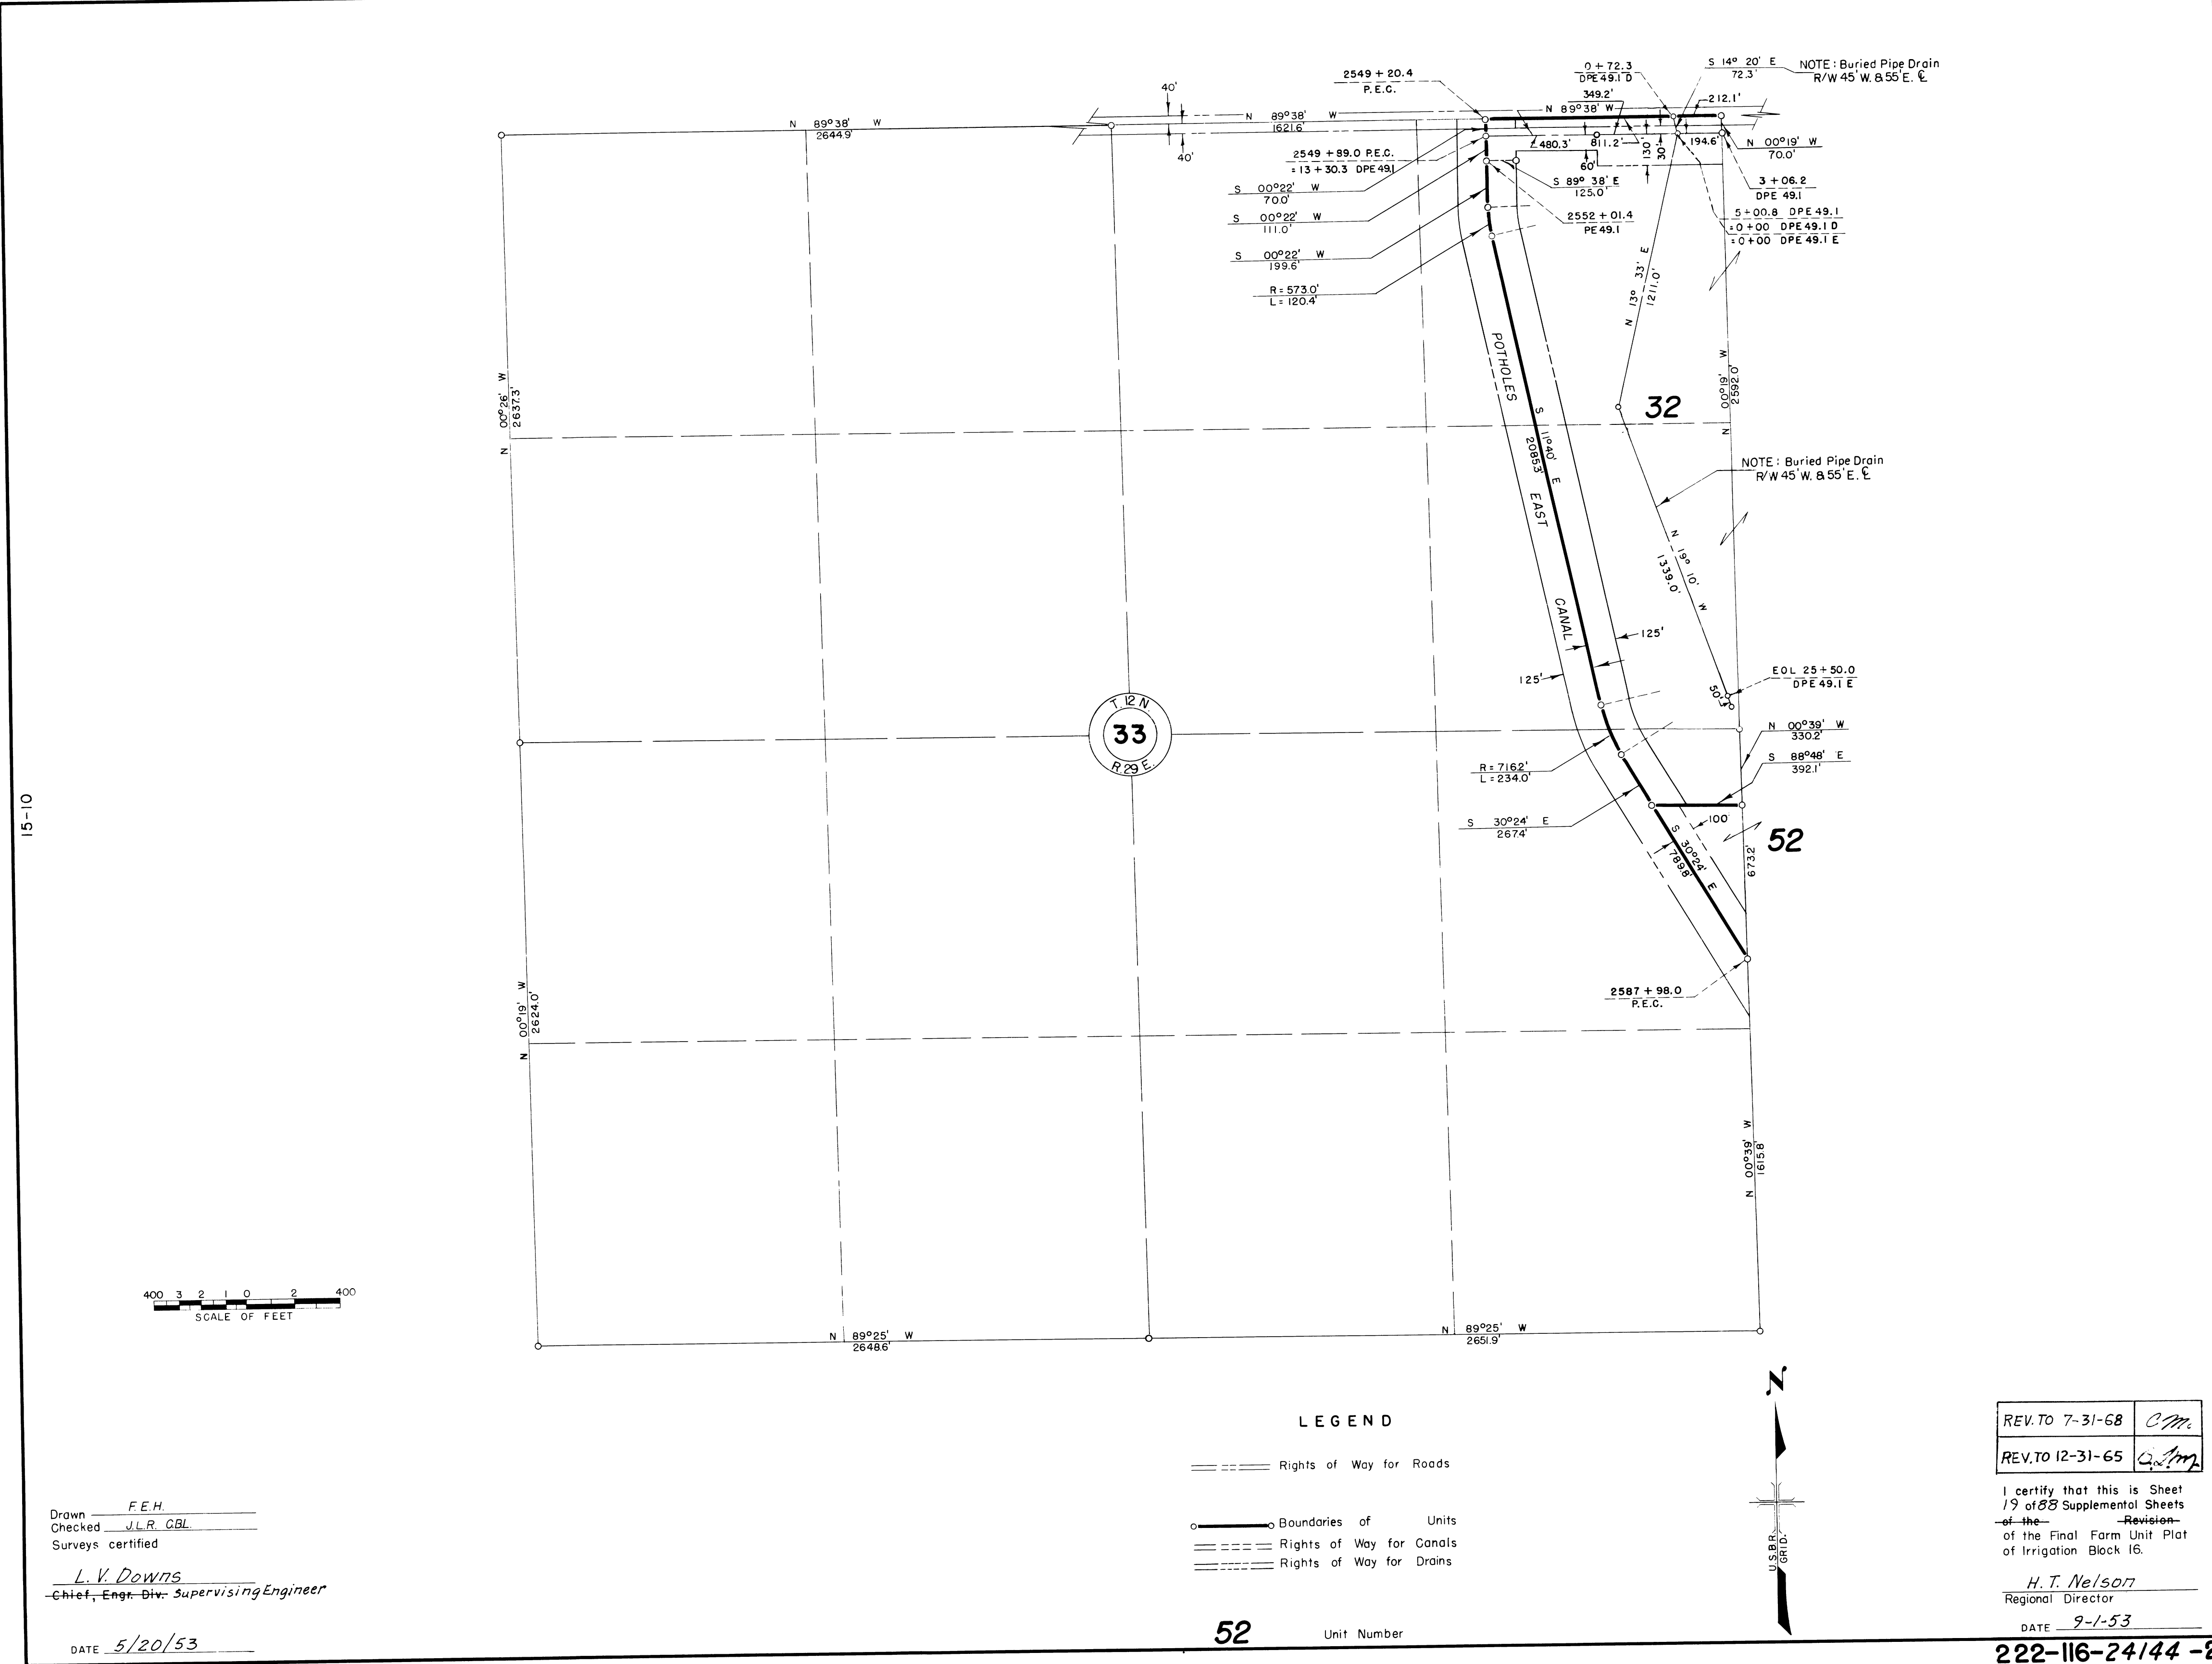 15-10
N 89°38' W
2644.9'
40'
40'
N 89°38' W
1621.6'
2549 + 20.4
P.E.C.
0 + 72.3
DPE 49.1 D
S 14° 20' E
72.3'
NOTE: Buried Pipe Drain
R/W 45' W. & 55' E. ℄
349.2'
N 89°38' W
212.1'
480.3'
811.2'
130'
30'
194.6'
60'
N 00°19' W
70.0'
2549 + 89.0 P.E.C.
= 13 + 30.3 DPE 49.1
S 89° 38' E
125.0'
3 + 06.2
DPE 49.1
S 00°22' W
70.0'
S 00°22' W
111.0'
2552 + 01.4
PE 49.1
5 + 00.8 DPE 49.1
= 0 + 00 DPE 49.1 D
= 0 + 00 DPE 49.1 E
S 00°22' W
199.6'
R = 573.0'
L = 120.4'
N 13° 33' E
1211.0'
N 00°26' W
2637.3'
POTHOLES EAST CANAL
S 11°40' E
2085.3'
32
N 00°19' W
2592.0'
NOTE: Buried Pipe Drain
R/W 45' W. & 55' E. ℄
N 19° 10' W
1339.0'
125'
125'
50'
EOL 25 + 50.0
DPE 49.1 E
T. 12 N.
33
R. 29 E.
N 00°39' W
330.2'
S 88°48' E
392.1'
R = 716.2'
L = 234.0'
S 30°24' E
267.4'
100'
52
S 30°24' E
789.8'
673.2'
2587 + 98.0
P.E.C.
N 00°19' W
2624.0'
N 00°39' W
1615.8'
N 89°25' W
2648.6'
N 89°25' W
2651.9'
400 3 2 1 0 2 400
SCALE OF FEET
LEGEND
Rights of Way for Roads
Boundaries of Units
Rights of Way for Canals
Rights of Way for Drains
52 Unit Number
N
U.S.B.R.
GRID.
Drawn F.E.H.
Checked J.L.R. CBL.
Surveys certified
L. V. Downs
Chief, Engr. Div. Supervising Engineer
DATE 5/20/53
REV. TO 7-31-68 C.M.
REV. TO 12-31-65
I certify that this is Sheet
19 of 88 Supplemental Sheets
of the Revision
of the Final Farm Unit Plat
of Irrigation Block 16.
H. T. Nelson
Regional Director
DATE 9-1-53
222-116-24144-2